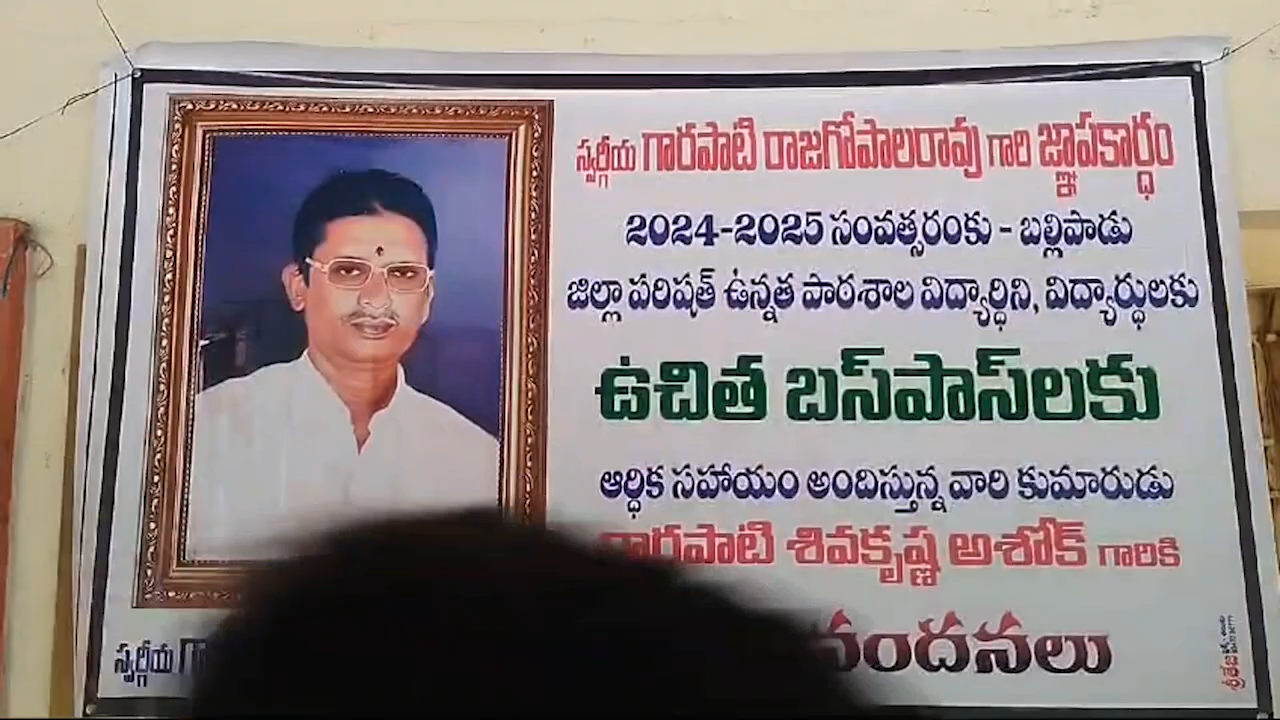 స్వర్గీయ గారపాటి రాజగోపాలరావు గారి జ్ఞాపకార్ధం
2024-2025 సంవత్సరంకు - బల్లిపాడు
జిల్లా పరిషత్ ఉన్నత పాఠశాల విద్యార్ధిని, విద్యార్ధులకు
ఉచిత బస్‌పాస్‌లకు
ఆర్ధిక సహాయం అందిస్తున్న వారి కుమారుడు
గారపాటి శివకృష్ణ అశోక్ గారికి
వందనలు
స్వర్గీయ